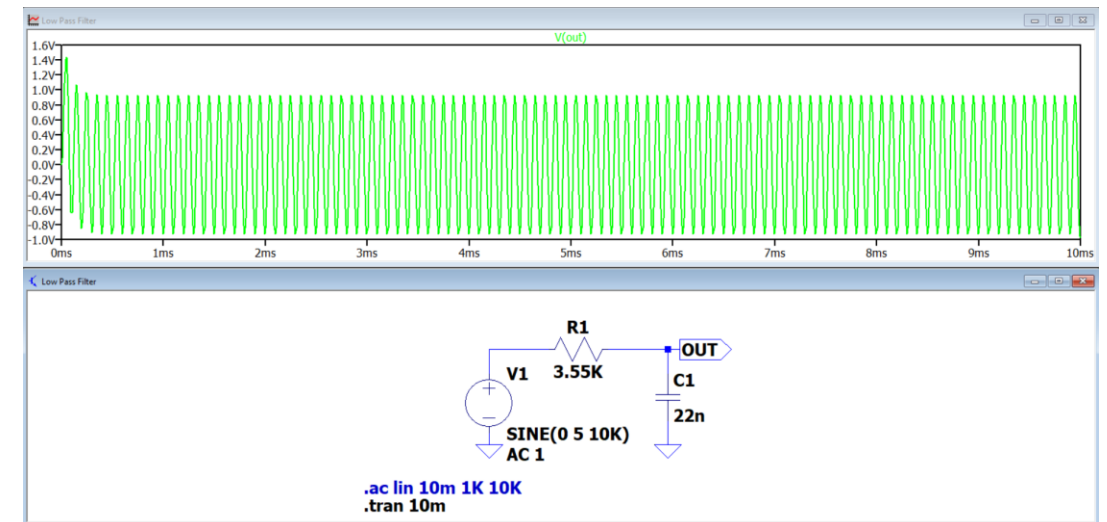 Low Pass Filter
V(out)
1.6V
1.4V
1.2V
1.0V
0.8V
0.6V
0.4V
0.2V
0.0V
-0.2V
-0.4V
-0.6V
-0.8V
-1.0V
0ms 1ms 2ms 3ms 4ms 5ms 6ms 7ms 8ms 9ms 10ms
Low Pass Filter
R1
OUT
V1 3.55K
C1
22n
SINE(0 5 10K)
AC 1
.ac lin 10m 1K 10K
.tran 10m